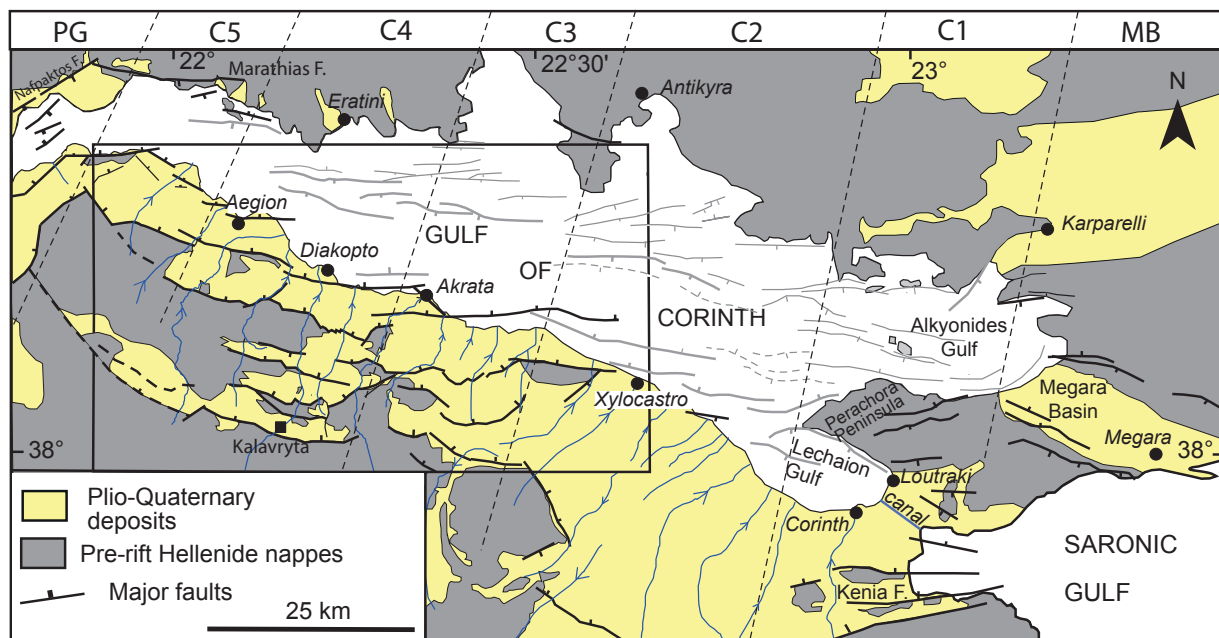 PG
C5
C4
C3
C2
C1
MB
22°
22°30'
23°
Nafpaktos F.
Marathias F.
Eratini
Antikyra
N
Aegion
GULF
Karparelli
Diakopto
OF
Akrata
CORINTH
Alkyonides
Gulf
Xylocastro
Perachora
Peninsula
Megara
Basin
Kalavryta
38°
Lechaion
Gulf
Megara
38°
Loutraki
canal
Corinth
Plio-Quaternary
deposits
Pre-rift Hellenide nappes
Major faults
25 km
SARONIC
GULF
Kenia F.